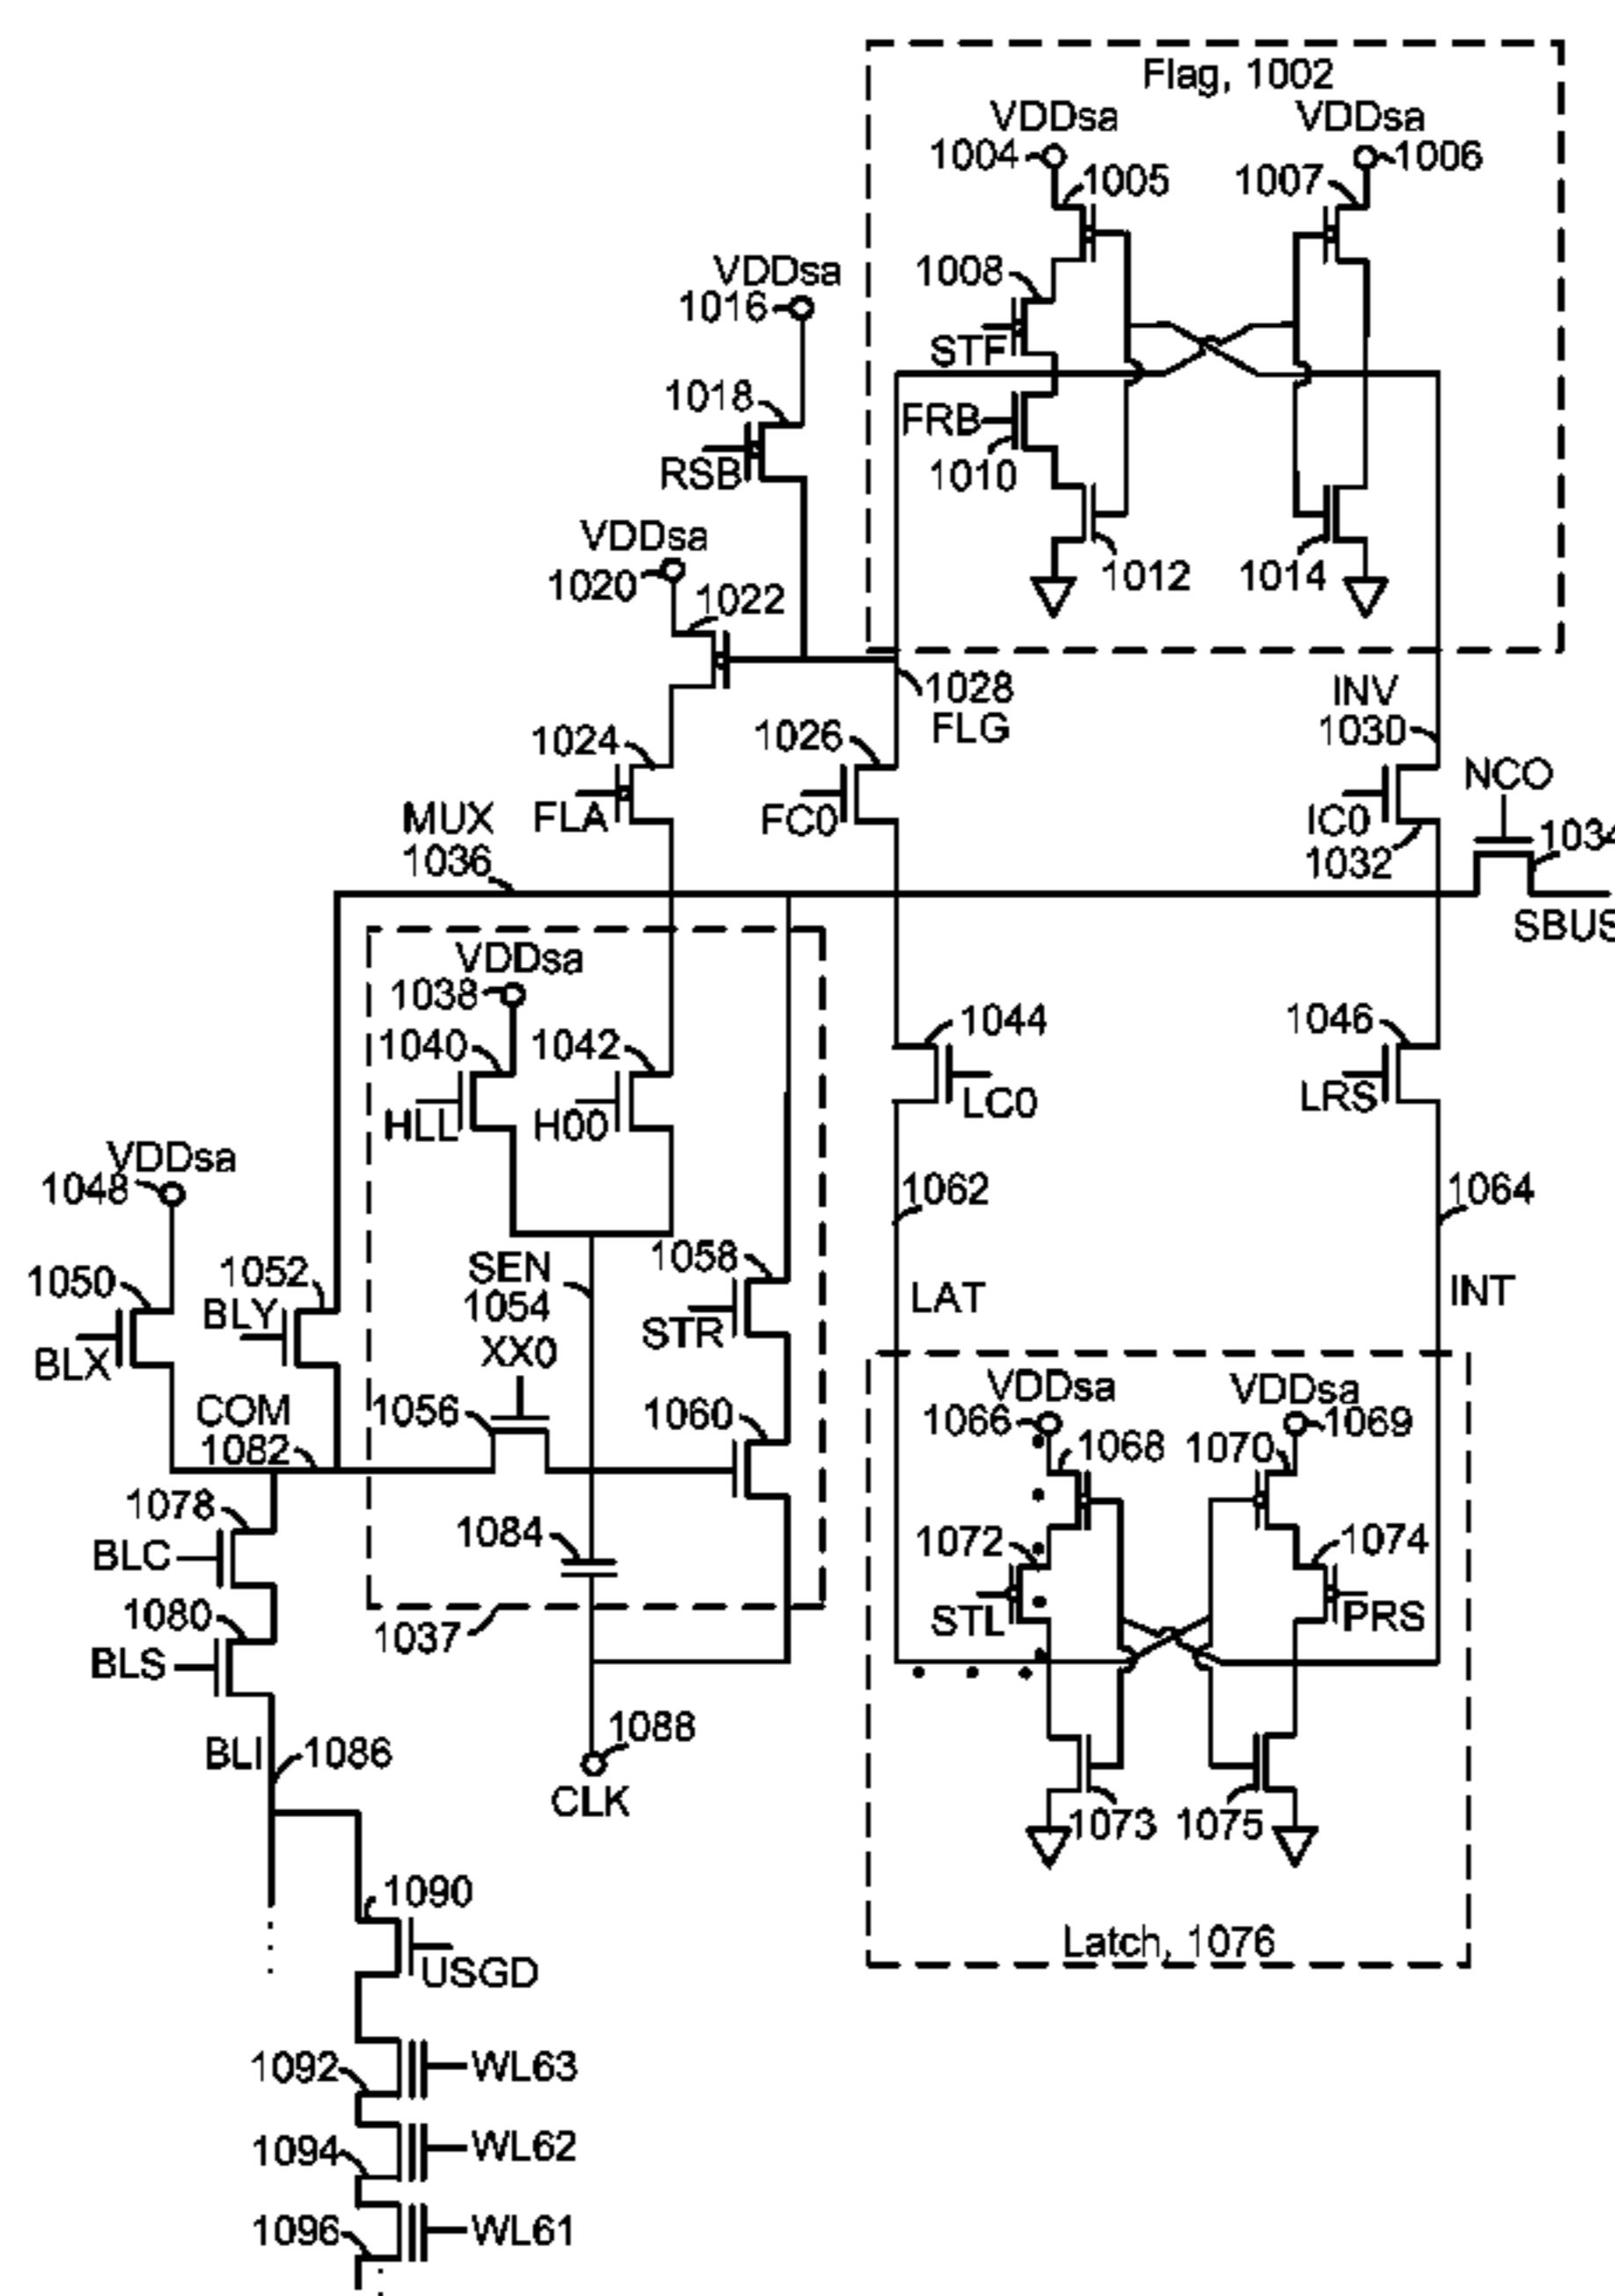 Flag, 1002
VDDsa
VDDsa
1004
1006
1005
1007
1008
STF
FRB
1010
1012
1014
VDDsa
1016
1018
RSB
VDDsa
1020
1022
1028
FLG
INV
1030
1024
FLA
1026
FC0
IC0
1032
NCO
1034
SBUS
MUX
1036
VDDsa
1038
1040
1042
HLL
H00
1044
LC0
1046
LRS
VDDsa
1048
1050
BLX
1052
BLY
SEN
1054
XX0
1058
STR
1062
1064
LAT
INT
COM
1082
1056
1060
VDDsa
VDDsa
1066
1069
1068
1070
1072
1074
STL
PRS
1073
1075
Latch, 1076
1078
BLC
1084
1080
BLS
1037
BLI
1086
1088
CLK
1090
USGD
1092
WL63
1094
WL62
1096
WL61